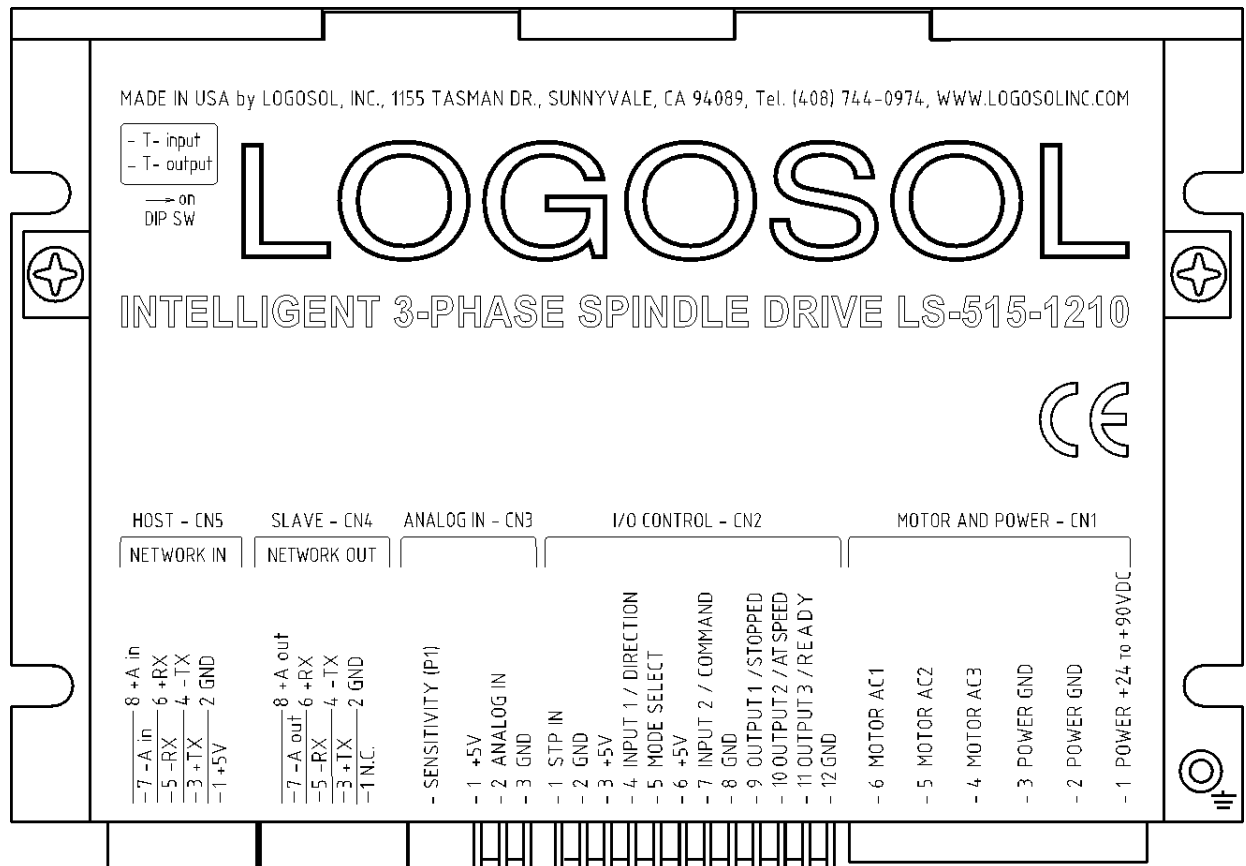 MADE IN USA by LOGOSOL, INC., 1155 TASMAN DR., SUNNYVALE, CA 94089, Tel. (408) 744-0974, WWW.LOGOSOLINC.COM
- T- input
- T- output
on
DIP SW
LOGOSOL
INTELLIGENT 3-PHASE SPINDLE DRIVE LS-515-1210
CE
HOST - CN5
NETWORK IN
8 +A in
- 7 -A in
6 +RX
- 5 -RX
4 -TX
- 3 +TX
2 GND
- 1 +5V
SLAVE - CN4
NETWORK OUT
8 +A out
- 7 -A out
6 +RX
- 5 -RX
4 -TX
- 3 +TX
2 GND
- 1 N.C.
ANALOG IN - CN3
- SENSITIVITY (P1)
- 1 +5V
- 2 ANALOG IN
- 3 GND
I/O CONTROL - CN2
- 1 STP IN
- 2 GND
- 3 +5V
- 4 INPUT 1 / DIRECTION
- 5 MODE SELECT
- 6 +5V
- 7 INPUT 2 / COMMAND
- 8 GND
- 9 OUTPUT 1 / STOPPED
- 10 OUTPUT 2 / AT SPEED
- 11 OUTPUT 3 / READY
- 12 GND
MOTOR AND POWER - CN1
- 6 MOTOR AC1
- 5 MOTOR AC2
- 4 MOTOR AC3
- 3 POWER GND
- 2 POWER GND
- 1 POWER +24 TO +90VDC